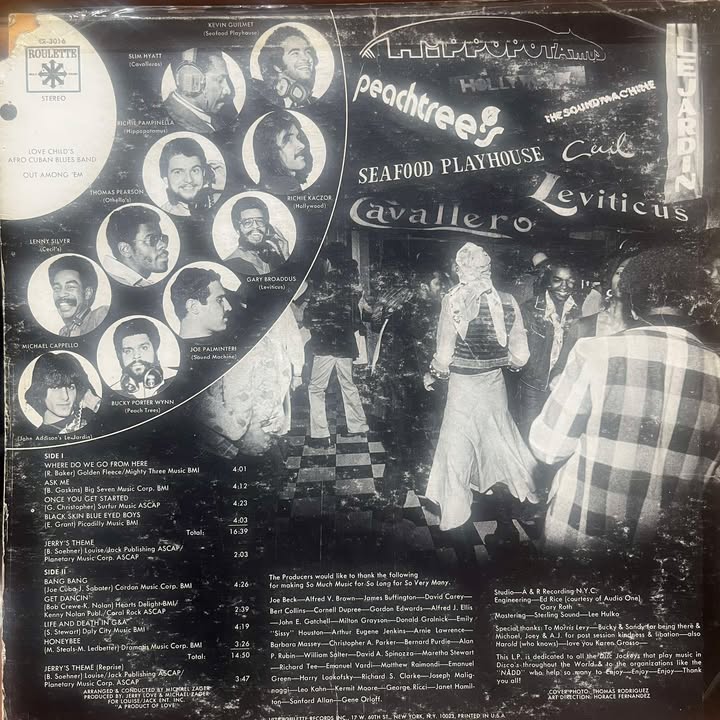 SR-3016
ROULETTE
STEREO
LOVE CHILD'S
AFRO CUBAN BLUES BAND
OUT AMONG 'EM
KEVIN GUILMET
(Seafood Playhouse)
SLIM HYATT
(Cavalleros)
RICHIE PAMPINELLA
(Hippopotamus)
RICHIE KACZOR
(Hollywood)
THOMAS PEARSON
(Othello's)
LENNY SILVER
(Cecil's)
GARY BROADDUS
(Leviticus)
MICHAEL CAPPELLO
(John Addison's LeJardin)
JOE PALMINTERI
(Sound Machine)
BUCKY PORTER WYNN
(Peach Trees)
HIPPOPOTAMUS
HOLLYWOOD
peachtree's
THE SOUND MACHINE
LEJARDIN
SEAFOOD PLAYHOUSE
Cecil
Leviticus
Cavallero
SIDE I
WHERE DO WE GO FROM HERE
(R. Baker) Golden Fleece/Mighty Three Music BMI 4:01
ASK ME
(B. Gaskins) Big Seven Music Corp. BMI 4:12
ONCE YOU GET STARTED
(G. Christopher) Surfur Music ASCAP 4:23
BLACK SKIN BLUE EYED BOYS
(E. Grant) Picadilly Music BMI 4:03
Total: 16:39
JERRY'S THEME
(B. Soehner) Louise/Jack Publishing ASCAP/
Planetary Music Corp. ASCAP 2:03
SIDE II
BANG BANG
(Joe Cuba-J. Sabater) Cordon Music Corp. BMI 4:26
GET DANCIN'
(Bob Crewe-K. Nolan) Hearts Delight-BMI/
Kenny Nolan Publ./Coral Rock ASCAP 2:39
LIFE AND DEATH IN G&A
(S. Stewart) Dply City Music BMI 4:19
HONEYBEE
(M. Steals-M. Ledbetter) Dramatis Music Corp. BMI 3:26
Total: 14:50
JERRY'S THEME (Reprise)
(B. Soehner) Louise/Jack Publishing ASCAP/
Planetary Music Corp. ASCAP 3:47
ARRANGED & CONDUCTED BY MICHAEL ZAGER
PRODUCED BY: JERRY LOVE & MICHAEL ZAGER
FOR LOUISE/JACK ENT. INC.
A PRODUCT OF LOVE
The Producers would like to thank the following
for making So Much Music for So Long for So Very Many.
Joe Beck—Alfred V. Brown—James Buffington—David Carey—
Bert Collins—Cornell Dupree—Gordon Edwards—Alfred J. Ellis
—John E. Gatchell—Milton Grayson—Donald Grolnick—Emily
"Sissy" Houston—Arthur Eugene Jenkins—Arnie Lawrence—
Barbara Massey—Christopher A. Parker—Bernard Purdie—Alan
P. Rubin—William Salter—David A. Spinozza—Maretha Stewart
—Richard Tee—Emanuel Vardi—Matthew Raimondi—Emanuel
Green—Harry Lookofsky—Richard S. Clarke—Joseph Malig-
naggi—Leo Kahn—Kermit Moore—George Ricci—Janet Hamil-
ton—Sanford Allan—Gene Orloff.
Studio—A & R Recording N.Y.C.
Engineering—Ed Rice (courtesy of Audio One)
Gary Roth
Mastering—Sterling Sound—Lee Hulko
Special thanks: To Morris Levy—Bucky & Sandy for being there &
Michael, Joey & A.J. for post session kindness & libation—also
Harold (who knows)—love you Karen Grosso—
This L.P. is dedicated to all the Disc Jockeys that play music in
Disco's throughout the World & to the organizations like the
"NADD" who help so many to Enjoy—Enjoy—Enjoy—Thank
you all!
COVER PHOTO: THOMAS RODRIGUEZ
ART DIRECTION: HORACE FERNANDEZ
ROULETTE RECORDS INC., 17 W. 60TH ST., NEW YORK, N.Y. 10023, PRINTED IN U.S.A.